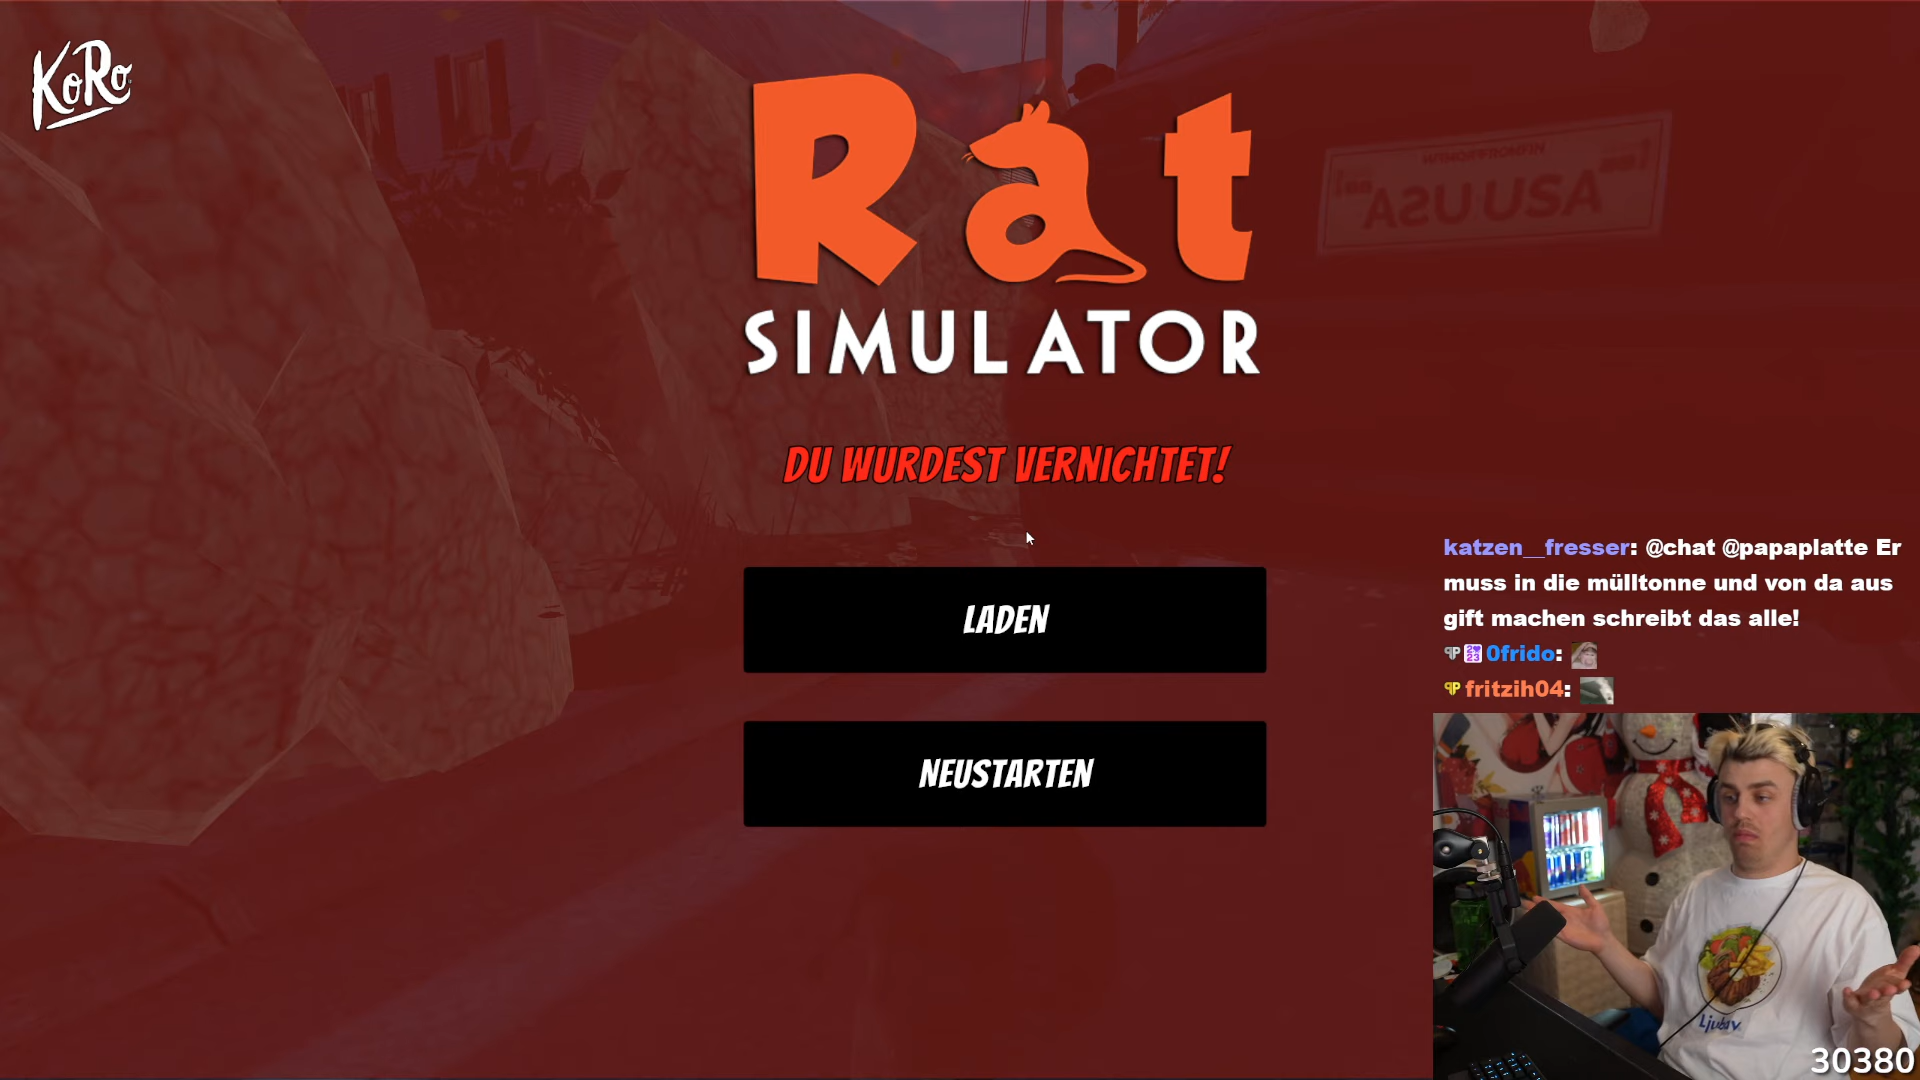 KoRo
Rat
SIMULATOR
DU WURDEST VERNICHTET!
LADEN
NEUSTARTEN
katzen__fresser: @chat @papaplatte Er
muss in die mülltonne und von da aus
gift machen schreibt das alle!
0frido:
fritzih04:
30380